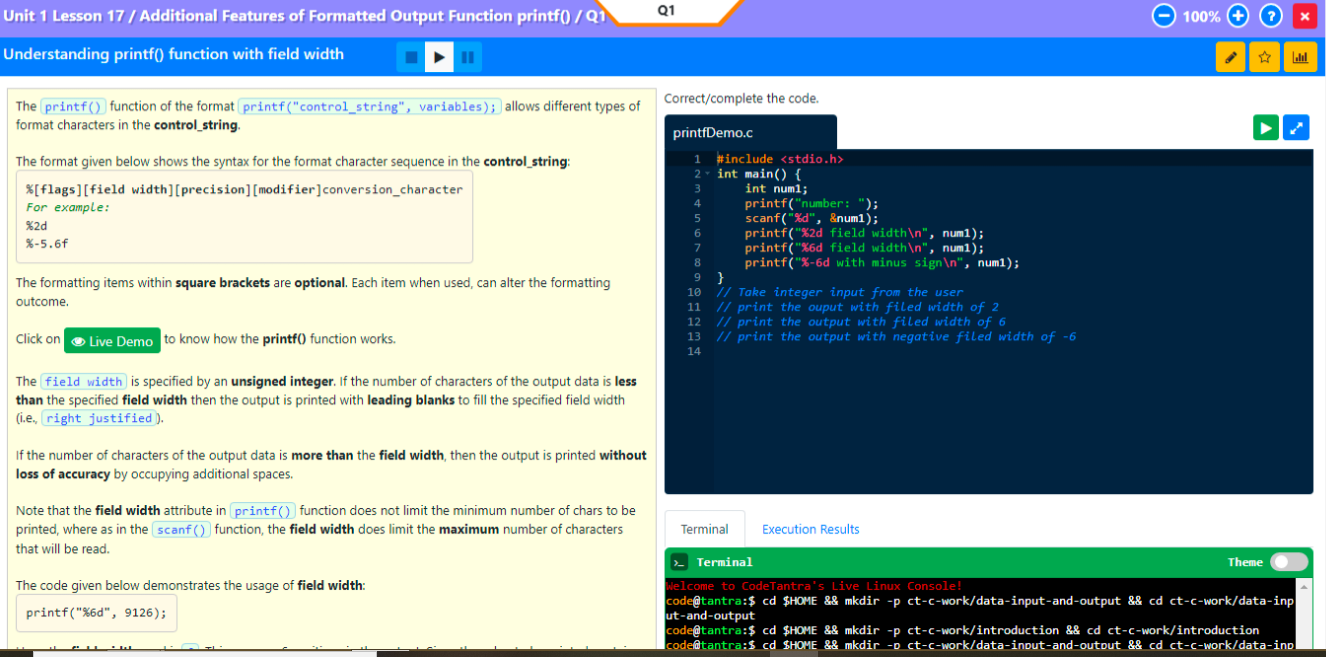 Unit 1 Lesson 17 / Additional Features of Formatted Output Function printf() / Q1
Q1
100%
?
Understanding printf() function with field width
The printf() function of the format printf("control_string", variables); allows different types of
format characters in the control_string.
The format given below shows the syntax for the format character sequence in the control_string:
%[flags][field width][precision][modifier]conversion_character
For example:
%2d
%-5.6f
The formatting items within square brackets are optional. Each item when used, can alter the formatting
outcome.
Click on Live Demo to know how the printf() function works.
The field width is specified by an unsigned integer. If the number of characters of the output data is less
than the specified field width then the output is printed with leading blanks to fill the specified field width
(i.e., right justified).
If the number of characters of the output data is more than the field width, then the output is printed without
loss of accuracy by occupying additional spaces.
Note that the field width attribute in printf() function does not limit the minimum number of chars to be
printed, where as in the scanf() function, the field width does limit the maximum number of characters
that will be read.
The code given below demonstrates the usage of field width:
printf("%6d", 9126);
Correct/complete the code.
printfDemo.c
1 #include <stdio.h>
2 int main() {
3 int num1;
4 printf("number: ");
5 scanf("%d", &num1);
6 printf("%2d field width\n", num1);
7 printf("%6d field width\n", num1);
8 printf("%-6d with minus sign\n", num1);
9 }
10 // Take integer input from the user
11 // print the ouput with filed width of 2
12 // print the output with filed width of 6
13 // print the output with negative filed width of -6
14
Terminal Execution Results
>_ Terminal Theme
Welcome to CodeTantra's Live Linux Console!
code@tantra:$ cd $HOME && mkdir -p ct-c-work/data-input-and-output && cd ct-c-work/data-inp
ut-and-output
code@tantra:$ cd $HOME && mkdir -p ct-c-work/introduction && cd ct-c-work/introduction
code@tantra:$ cd $HOME && mkdir -p ct-c-work/data-input-and-output && cd ct-c-work/data-inp